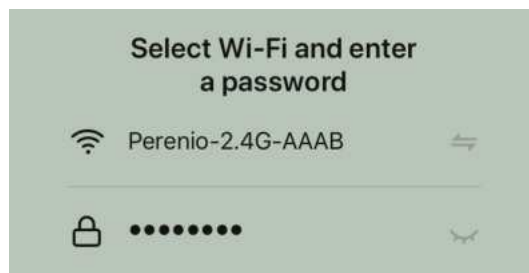 Select Wi-Fi and enter
a password
Perenio-2.4G-AAAB
••••••••